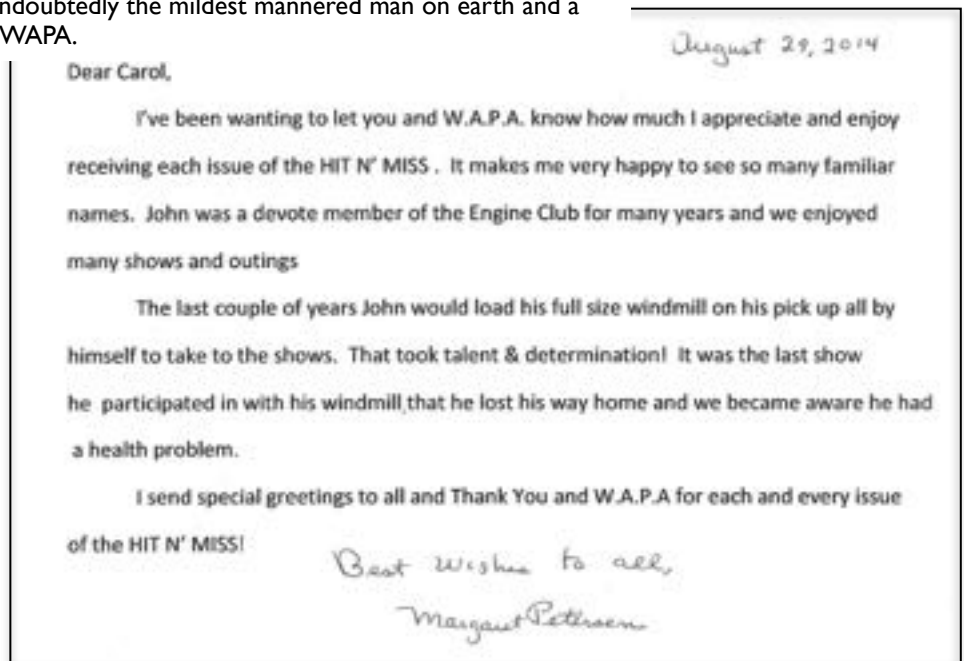 ndoubtedly the mildest mannered man on earth and a
WAPA.
August 29, 2014
Dear Carol,
I've been wanting to let you and W.A.P.A. know how much I appreciate and enjoy
receiving each issue of the HIT N' MISS . It makes me very happy to see so many familiar
names. John was a devote member of the Engine Club for many years and we enjoyed
many shows and outings
The last couple of years John would load his full size windmill on his pick up all by
himself to take to the shows. That took talent & determination! It was the last show
he participated in with his windmill that he lost his way home and we became aware he had
a health problem.
I send special greetings to all and Thank You and W.A.P.A for each and every issue
of the HIT N' MISS!
Best Wishes to all,
Margaret Petersen